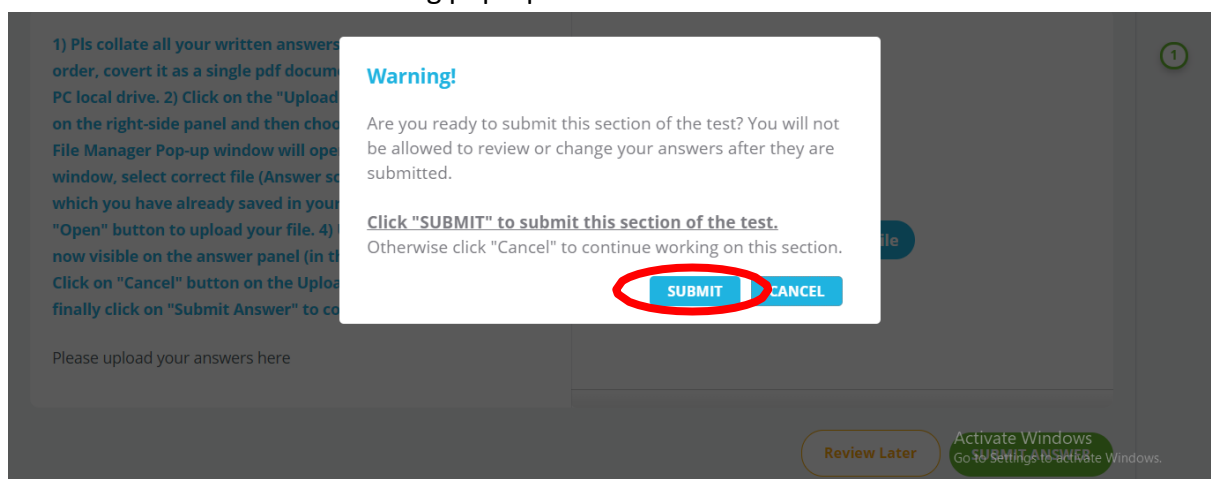 1) Pls collate all your written answers
order, covert it as a single pdf docum
PC local drive. 2) Click on the "Upload
on the right-side panel and then choo
File Manager Pop-up window will ope
window, select correct file (Answer sc
which you have already saved in your
"Open" button to upload your file. 4)
now visible on the answer panel (in th
Click on "Cancel" button on the Uploa
finally click on "Submit Answer" to co
Please upload your answers here
Warning!
Are you ready to submit this section of the test? You will not
be allowed to review or change your answers after they are
submitted.
Click "SUBMIT" to submit this section of the test.
Otherwise click "Cancel" to continue working on this section.
SUBMIT CANCEL
ile
1
Review Later
SUBMIT ANSWER
Activate Windows
Go to Settings to activate Windows.